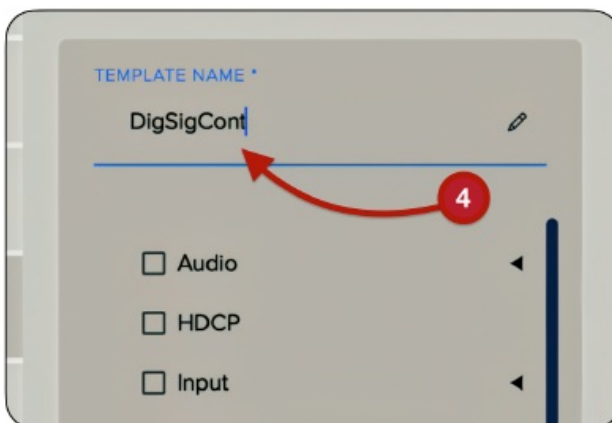 TEMPLATE NAME *
DigSigCont
4
Audio
HDCP
Input